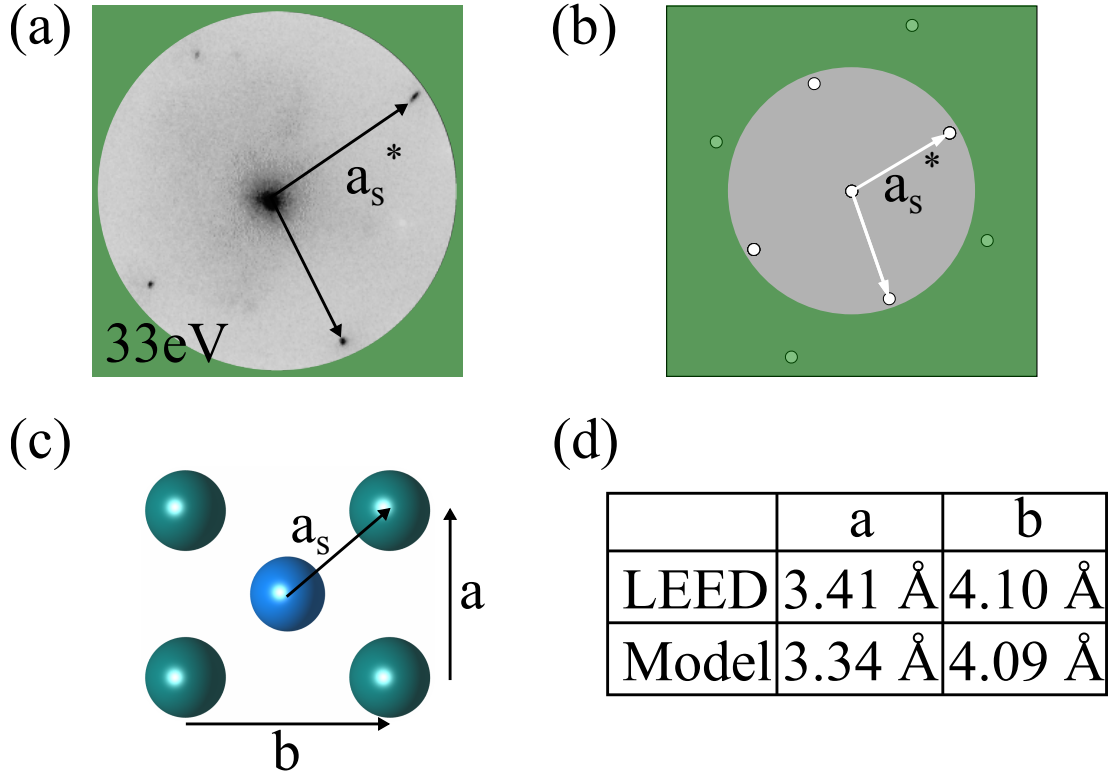 (a)
a_s*
33eV
(b)
a_s*
(c)
a_s
a
b
(d)
a b
LEED 3.41 Å 4.10 Å
Model 3.34 Å 4.09 Å